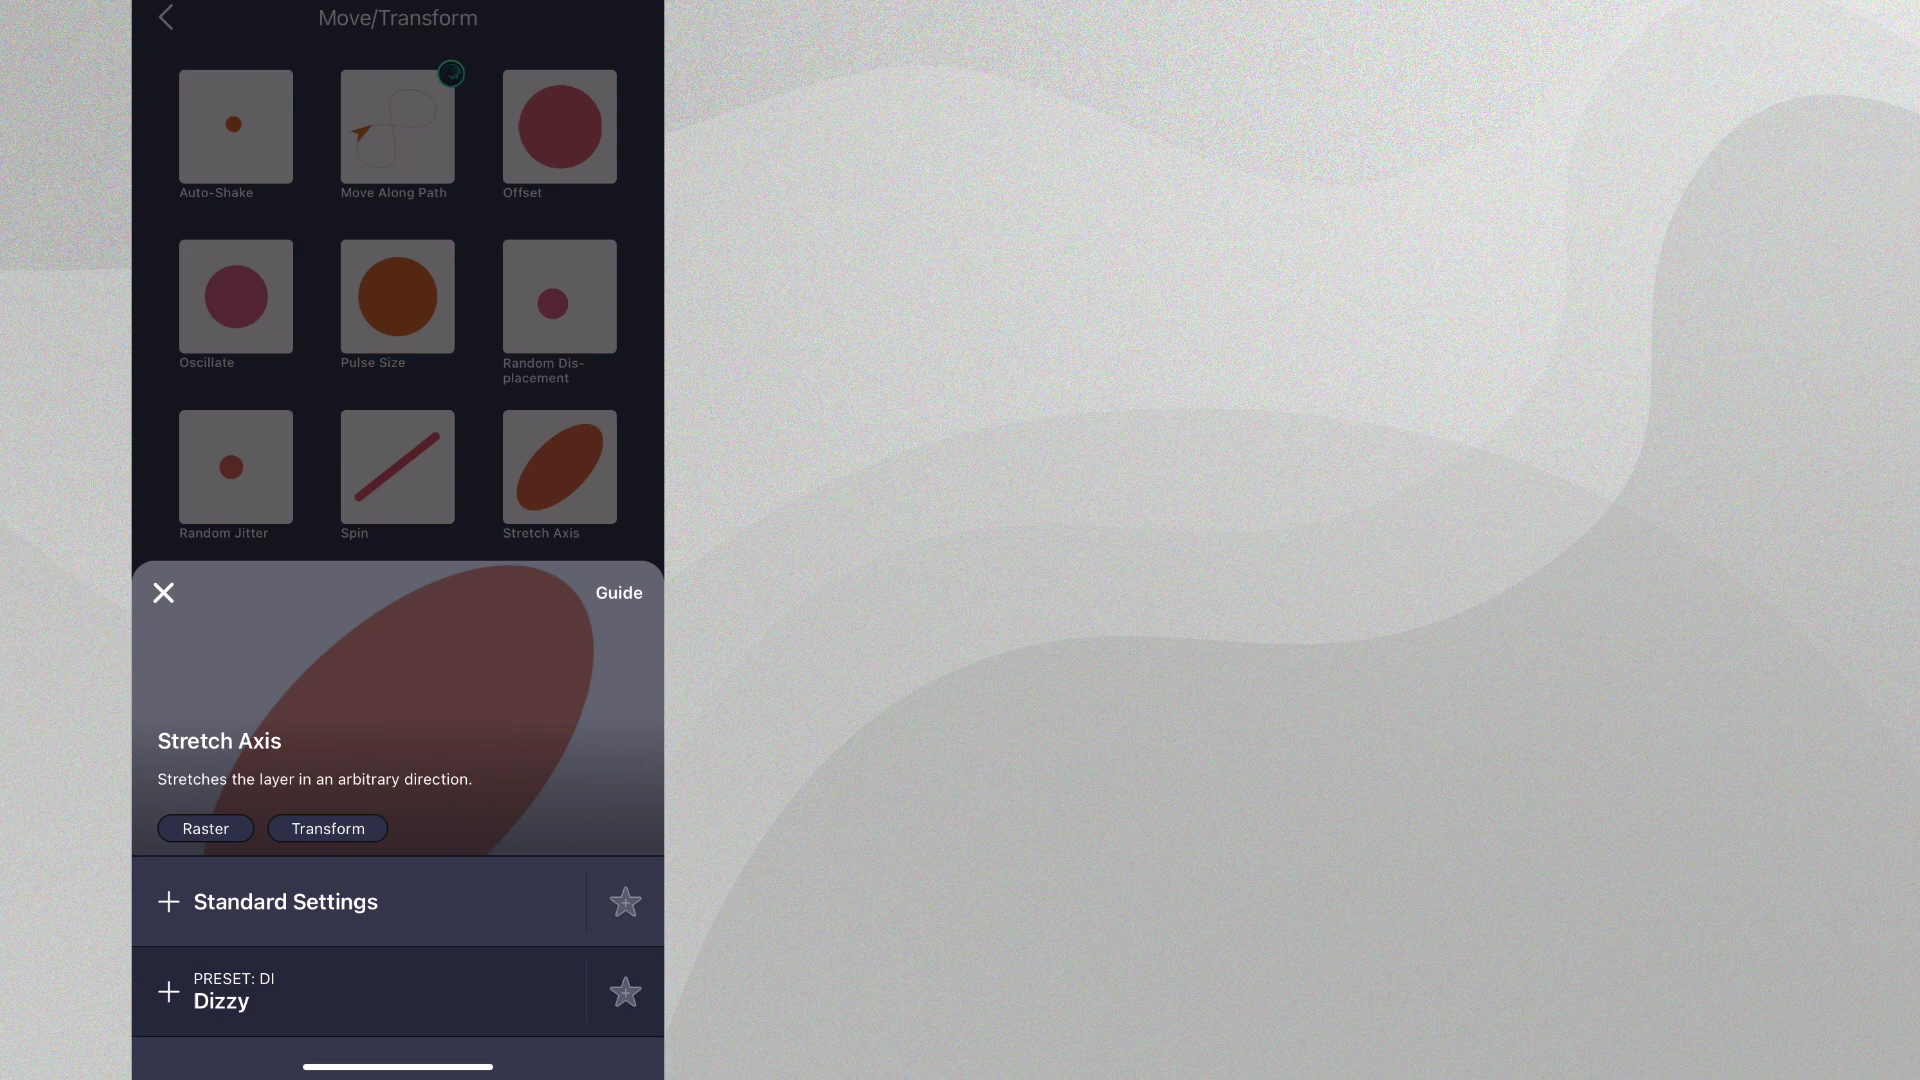 Move/Transform
Auto-Shake
Move Along Path
Offset
Oscillate
Pulse Size
Random Dis-
placement
Random Jitter
Spin
Stretch Axis
Guide
Stretch Axis
Stretches the layer in an arbitrary direction.
Raster
Transform
Standard Settings
PRESET: DI
Dizzy